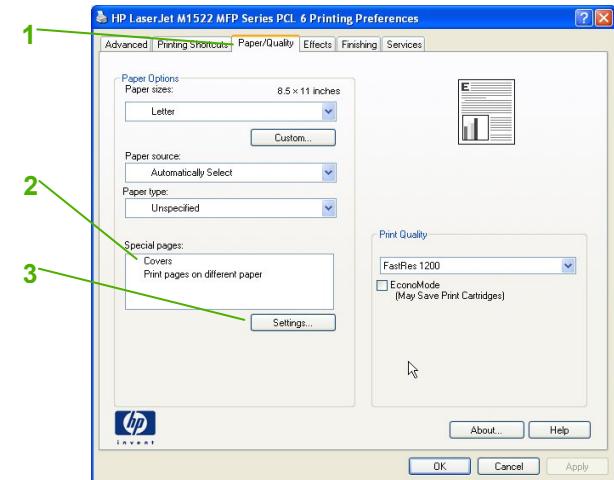 HP LaserJet M1522 MFP Series PCL 6 Printing Preferences
1
Advanced Printing Shortcuts Paper/Quality Effects Finishing Services
Paper Options
Paper sizes: 8.5 × 11 inches
Letter
Custom...
Paper source:
Automatically Select
Paper type:
Unspecified
2
Special pages:
Covers
Print pages on different paper
3
Settings...
Print Quality
FastRes 1200
EconoMode
(May Save Print Cartridges)
E
hp
invent
About... Help
OK Cancel Apply